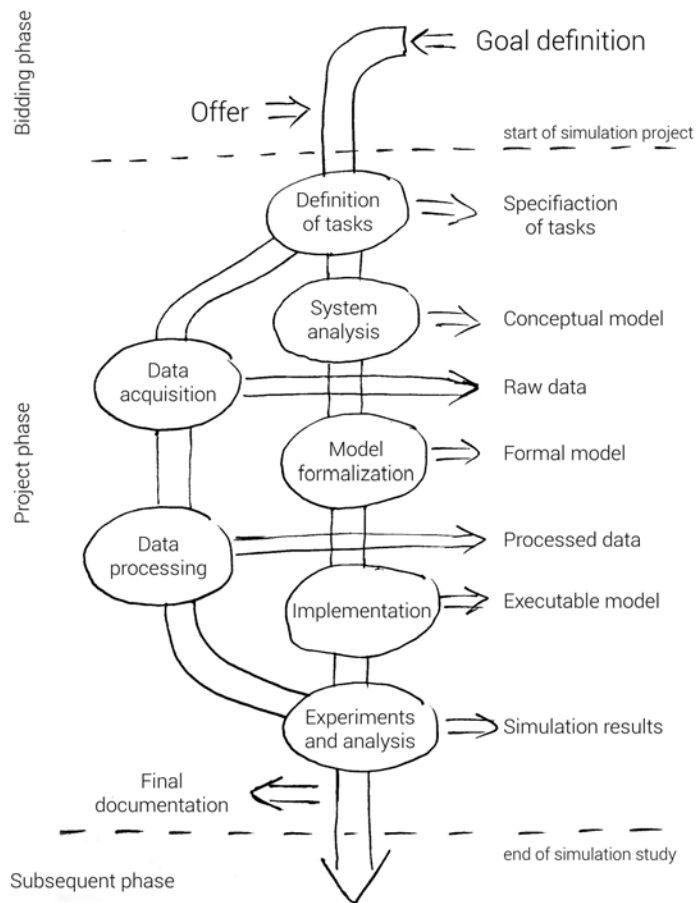 Bidding phase
Goal definition
Offer
start of simulation project
Definition
of tasks
Specifiaction
of tasks
System
analysis
Conceptual model
Data
acquisition
Raw data
Project phase
Model
formalization
Formal model
Data
processing
Processed data
Implementation
Executable model
Experiments
and analysis
Simulation results
Final
documentation
end of simulation study
Subsequent phase